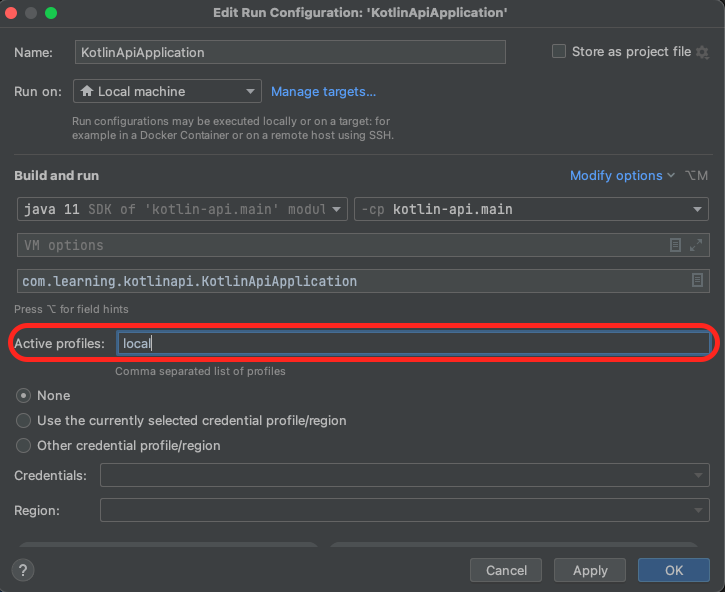 Edit Run Configuration: 'KotlinApiApplication'
Name: KotlinApiApplication Store as project file
Run on: Local machine Manage targets...
Run configurations may be executed locally or on a target: for
example in a Docker Container or on a remote host using SSH.
Build and run Modify options ⌥M
java 11 SDK of 'kotlin-api.main' modul -cp kotlin-api.main
VM options
com.learning.kotlinapi.KotlinApiApplication
Press ⌥ for field hints
Active profiles: local
Comma separated list of profiles
None
Use the currently selected credential profile/region
Other credential profile/region
Credentials:
Region:
? Cancel Apply OK